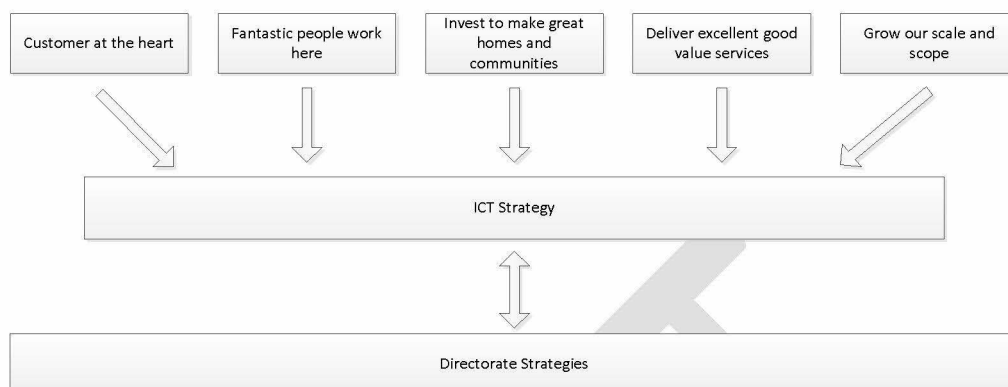 Customer at the heart
Fantastic people work
here
Invest to make great
homes and
communities
Deliver excellent good
value services
Grow our scale and
scope
ICT Strategy
Directorate Strategies